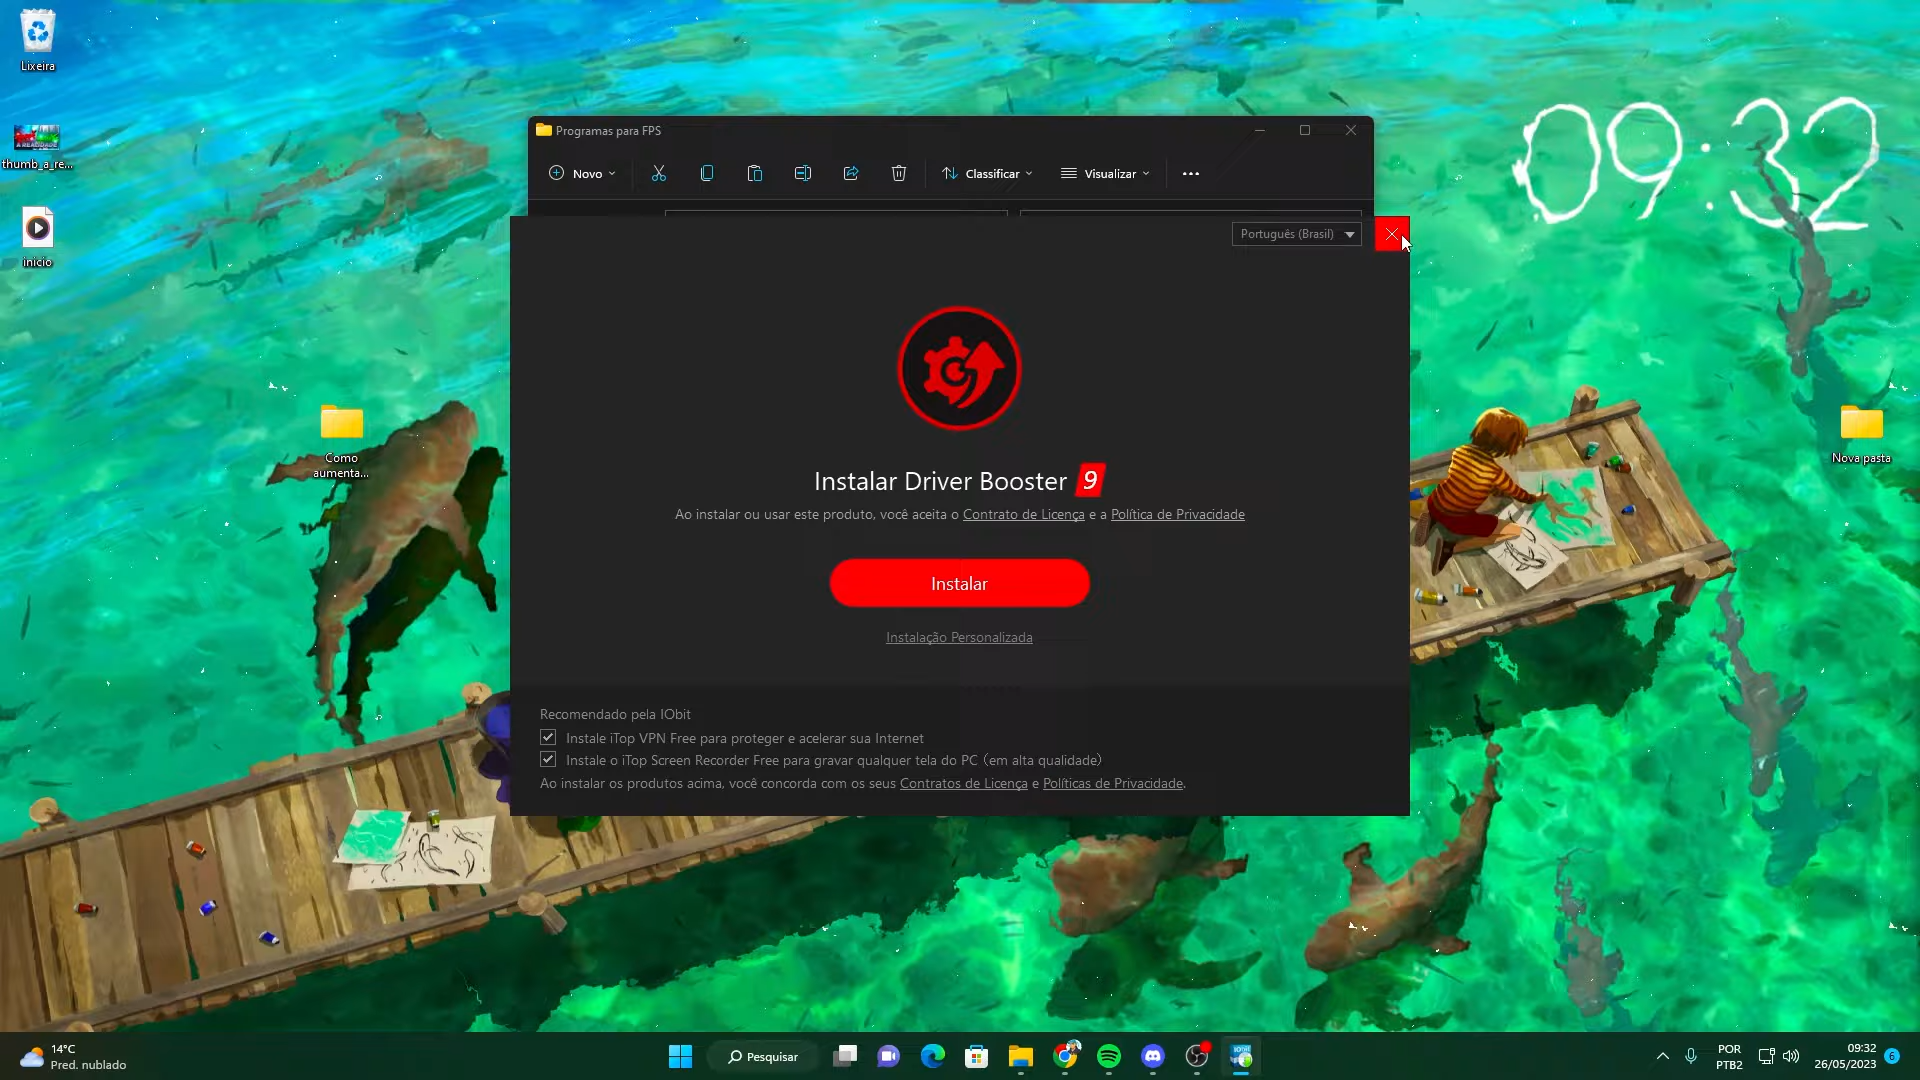 Lixeira
thumb_a_re...
inicio
Como
aumenta...
Nova pasta
09:32
Programas para FPS
Novo
Classificar
Visualizar
Português (Brasil)
Instalar Driver Booster 9
Ao instalar ou usar este produto, você aceita o Contrato de Licença e a Política de Privacidade
Instalar
Instalação Personalizada
Recomendado pela IObit
Instale iTop VPN Free para proteger e acelerar sua Internet
Instale o iTop Screen Recorder Free para gravar qualquer tela do PC (em alta qualidade)
Ao instalar os produtos acima, você concorda com os seus Contratos de Licença e Políticas de Privacidade.
14°C
Pred. nublado
Pesquisar
POR
PTB2
09:32
26/05/2023
6